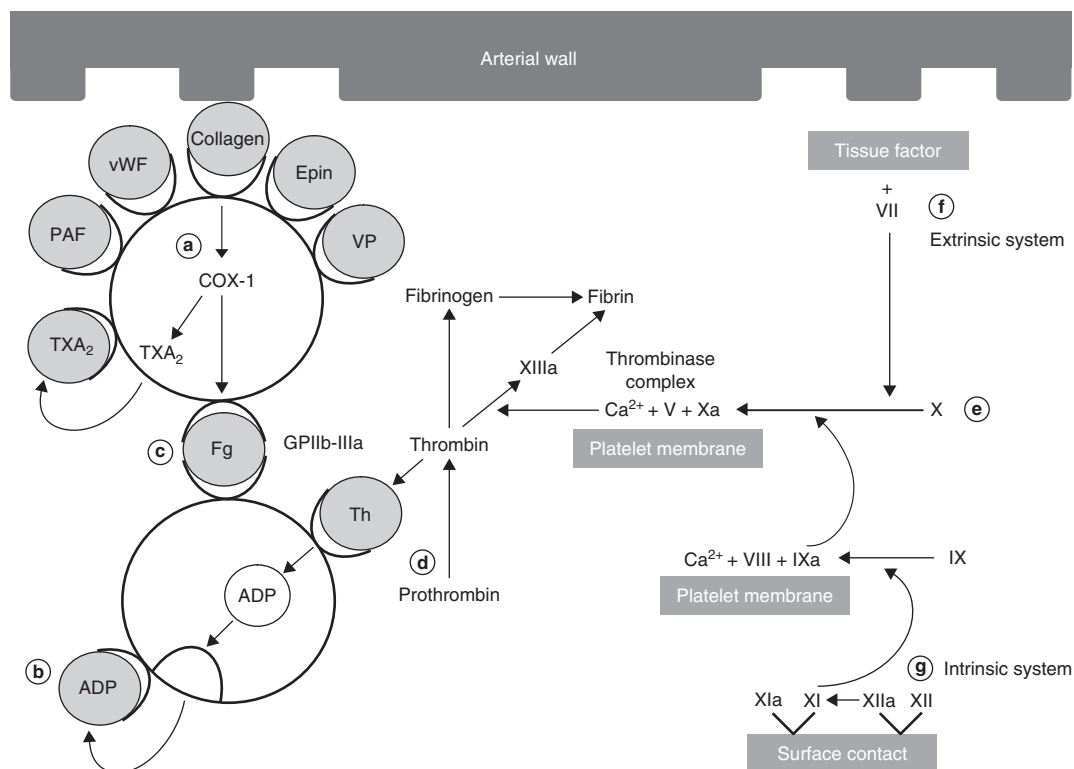 Arterial wall
Collagen
vWF
Epin
PAF
VP
a
COX-1
TXA2
TXA2
c
Fg
GPIIb-IIIa
Th
ADP
b
ADP
Fibrinogen
Fibrin
XIIIa
Thrombin
d
Prothrombin
Thrombinase
complex
Ca2+ + V + Xa
Platelet membrane
Tissue factor
+
VII
f
Extrinsic system
X
e
Ca2+ + VIII + IXa
IX
Platelet membrane
g
Intrinsic system
XIa XI XIIa XII
Surface contact